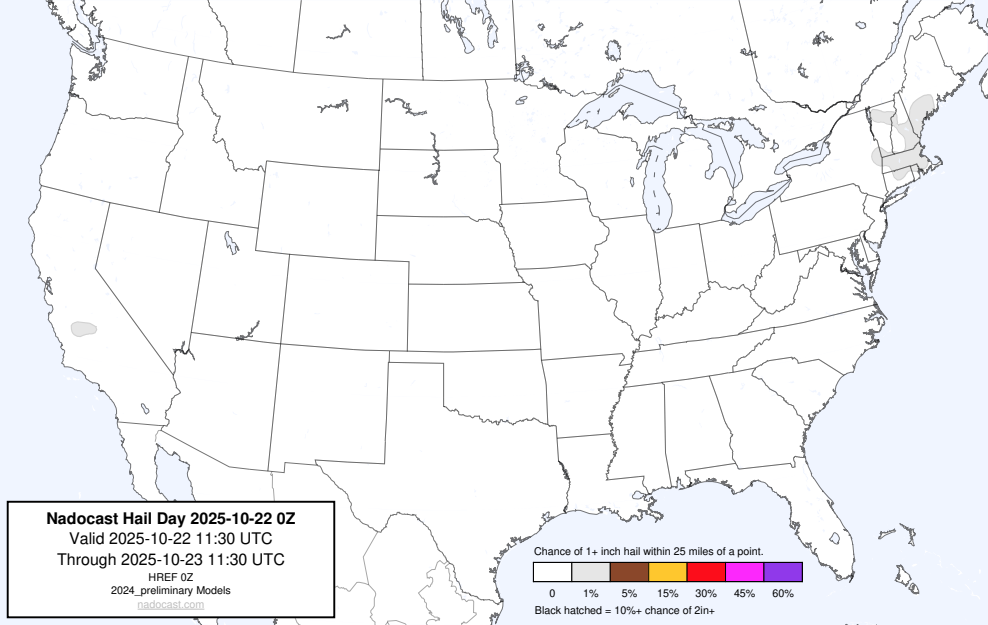 Nadocast Hail Day 2025-10-22 0Z
Valid 2025-10-22 11:30 UTC
Through 2025-10-23 11:30 UTC
HREF 0Z
2024_preliminary Models
nadocast.com
Chance of 1+ inch hail within 25 miles of a point.
0 1% 5% 15% 30% 45% 60%
Black hatched = 10%+ chance of 2in+